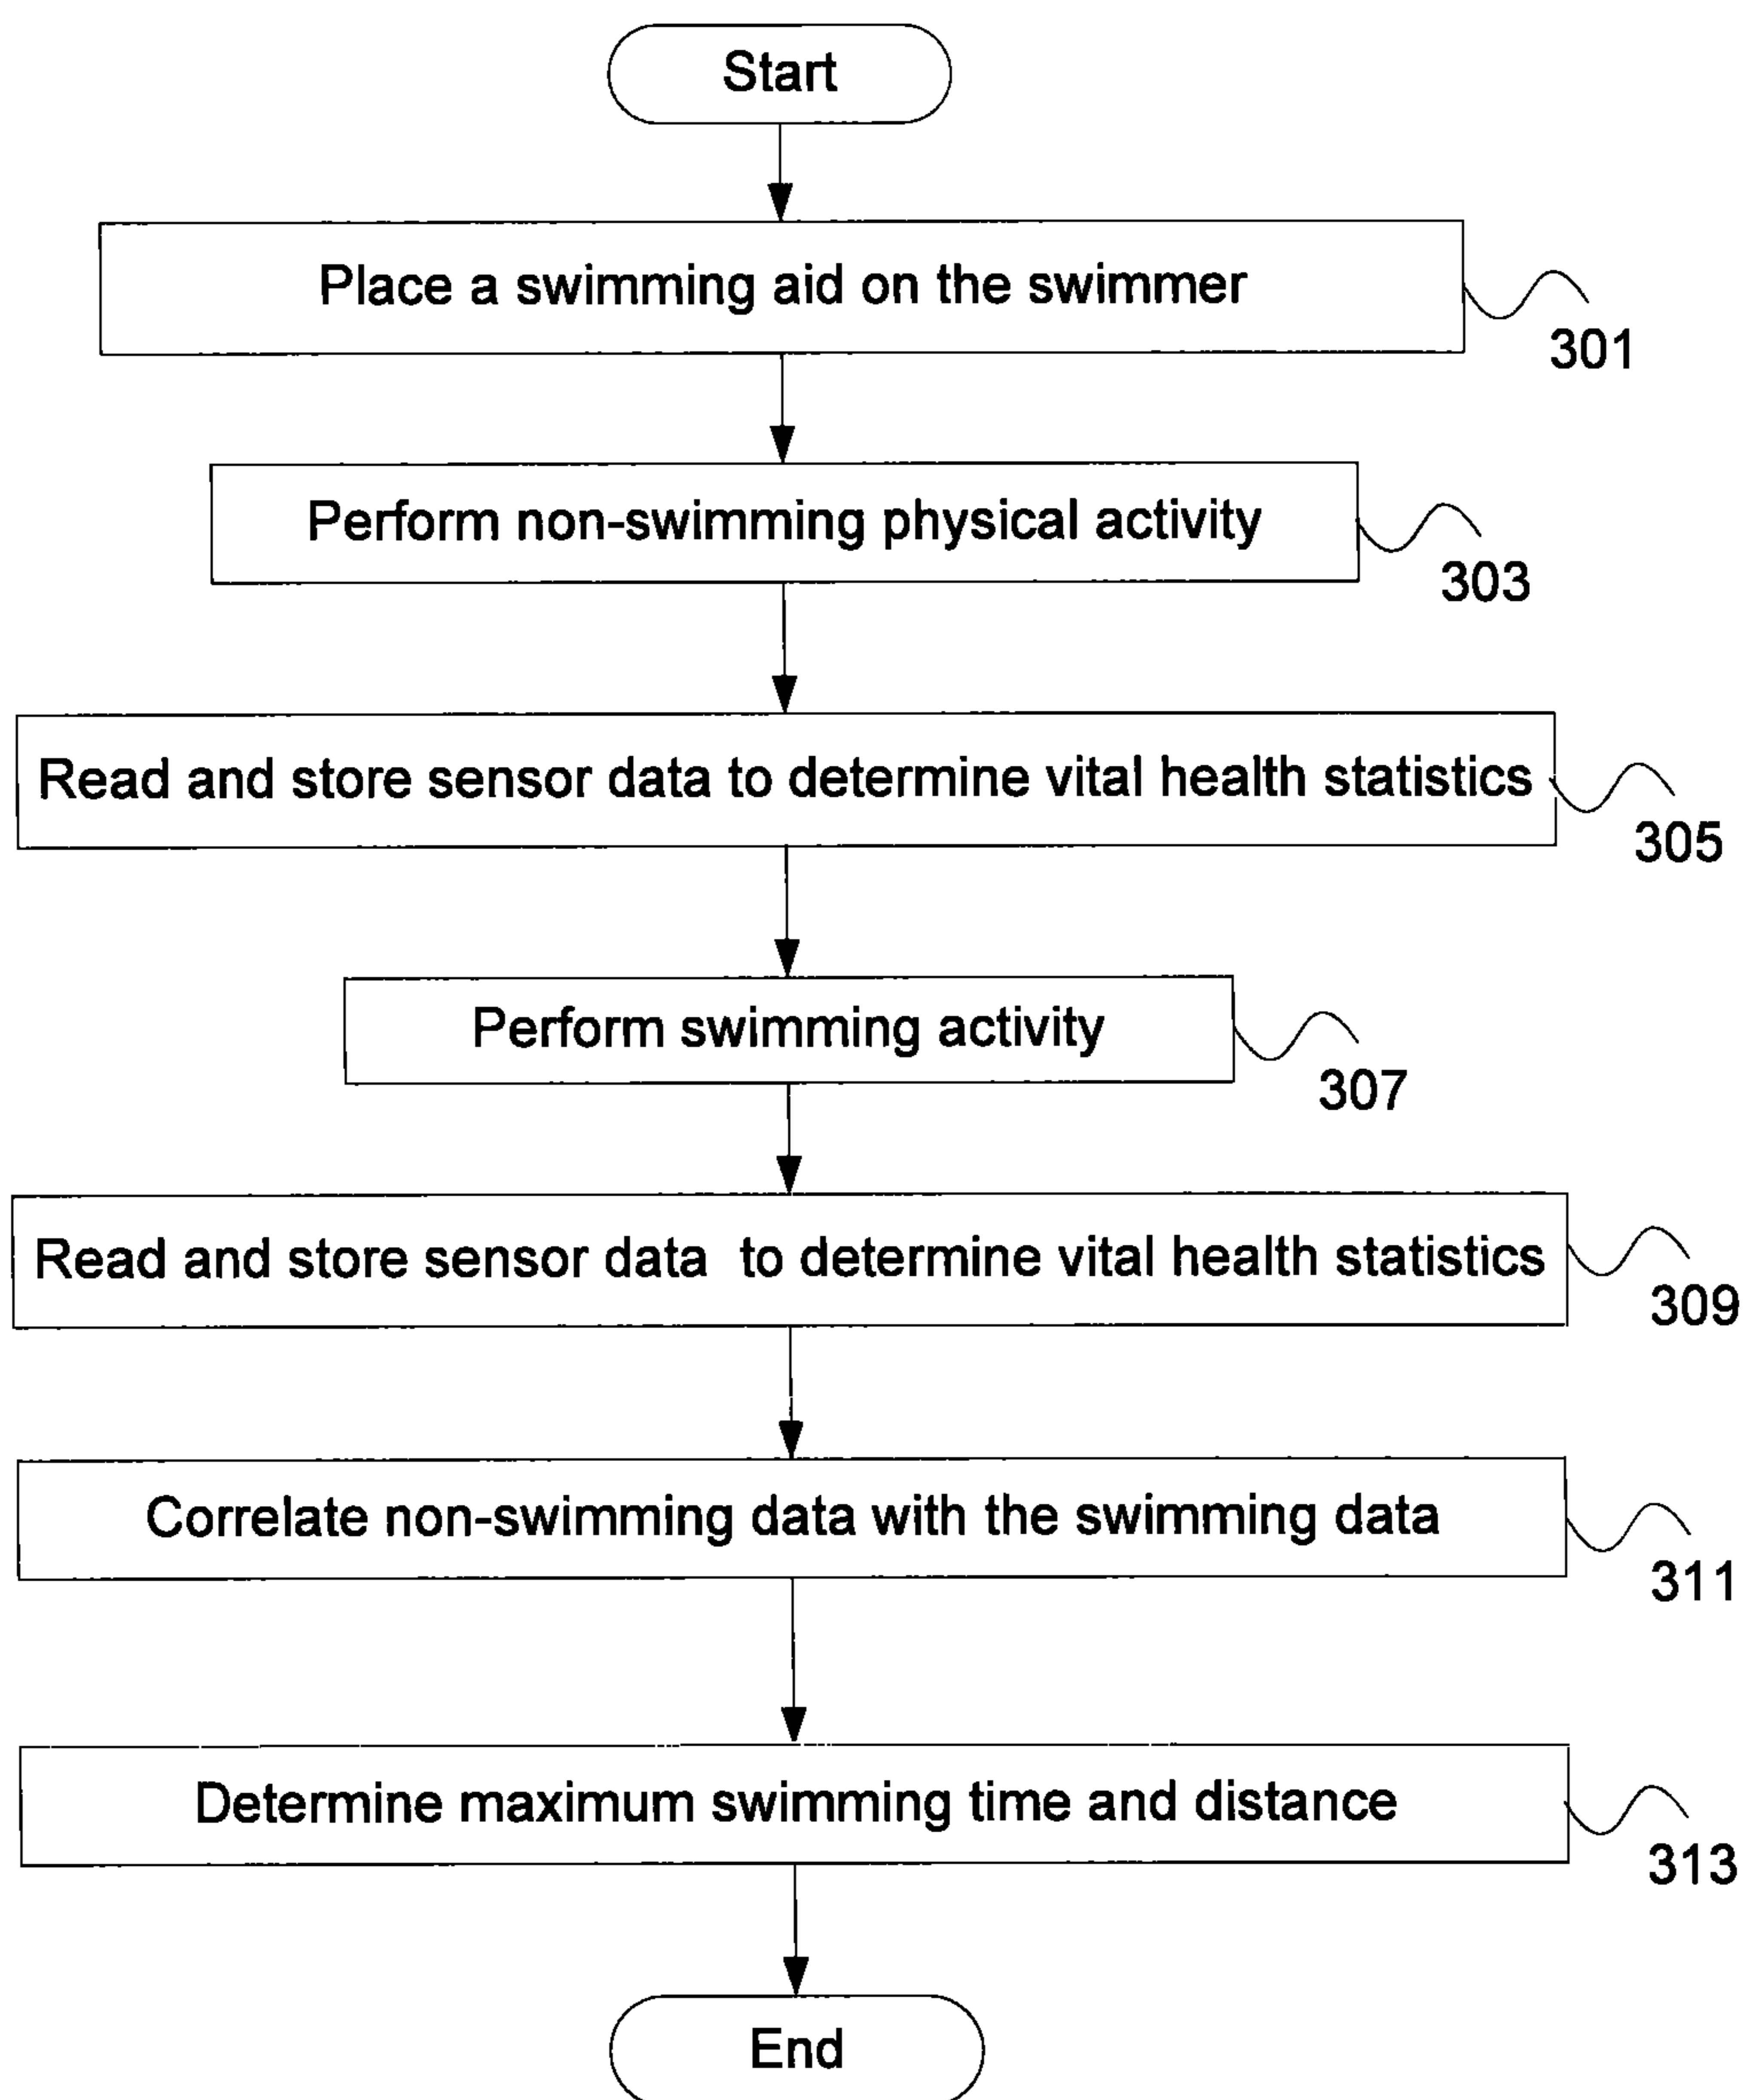 Start
Place a swimming aid on the swimmer
301
Perform non-swimming physical activity
303
Read and store sensor data to determine vital health statistics
305
Perform swimming activity
307
Read and store sensor data to determine vital health statistics
309
Correlate non-swimming data with the swimming data
311
Determine maximum swimming time and distance
313
End